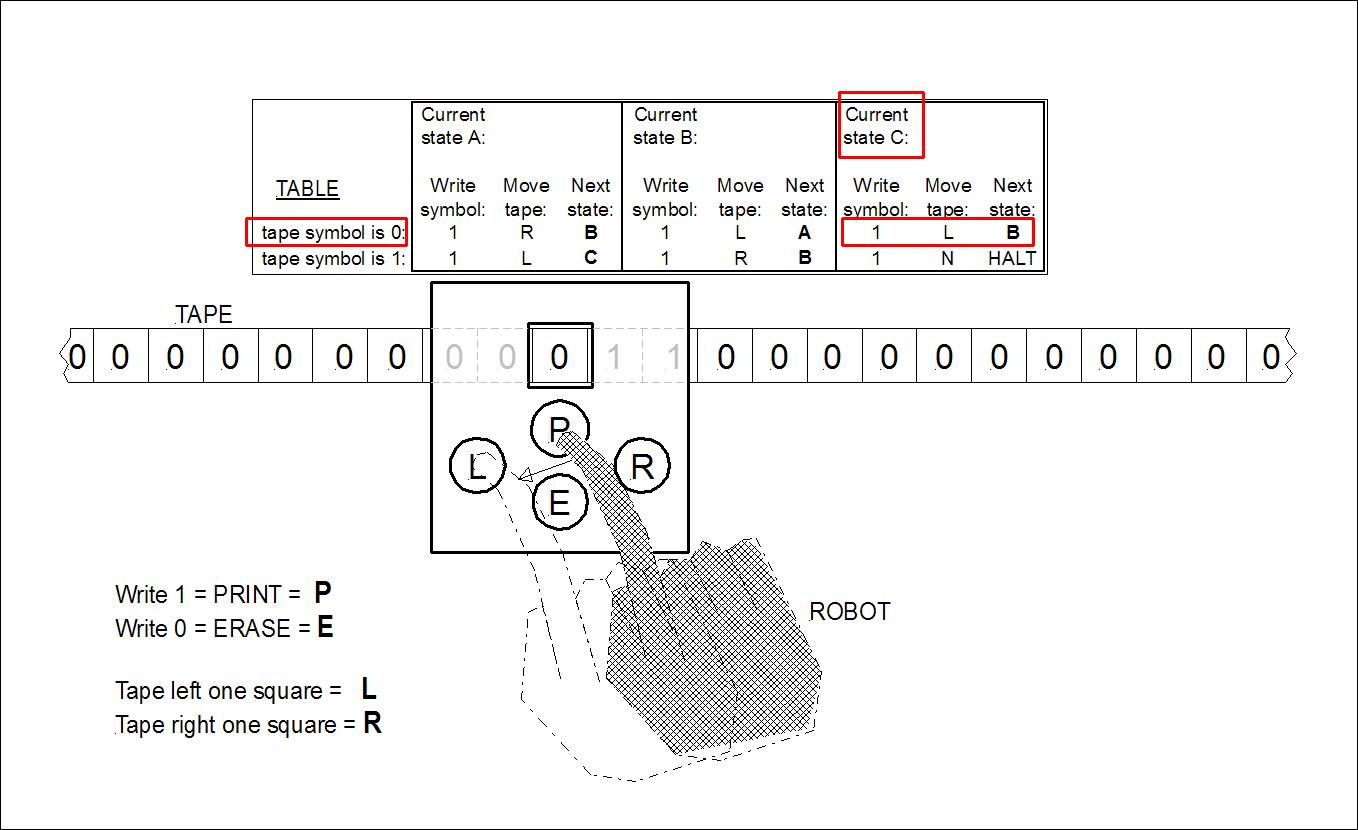 Current Current Current
state A: state B: state C:
TABLE Write Move Next Write Move Next Write Move Next
symbol: tape: state: symbol: tape: state: symbol: tape: state:
tape symbol is 0: 1 R B 1 L A 1 L B
tape symbol is 1: 1 L C 1 R B 1 N HALT
TAPE
0 0 0 0 0 0 0 0 0 0 1 1 0 0 0 0 0 0 0 0 0 0 0
P
L R
E
Write 1 = PRINT = P
ROBOT
Write 0 = ERASE = E
Tape left one square = L
Tape right one square = R